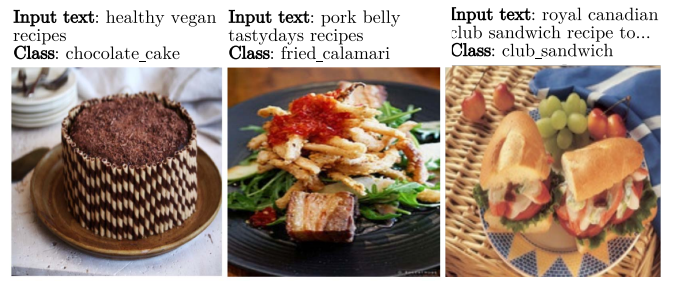 Input text: healthy vegan
recipes
Class: chocolate_cake
Input text: pork belly
tastydays recipes
Class: fried_calamari
Input text: royal canadian
club sandwich recipe to...
Class: club_sandwich